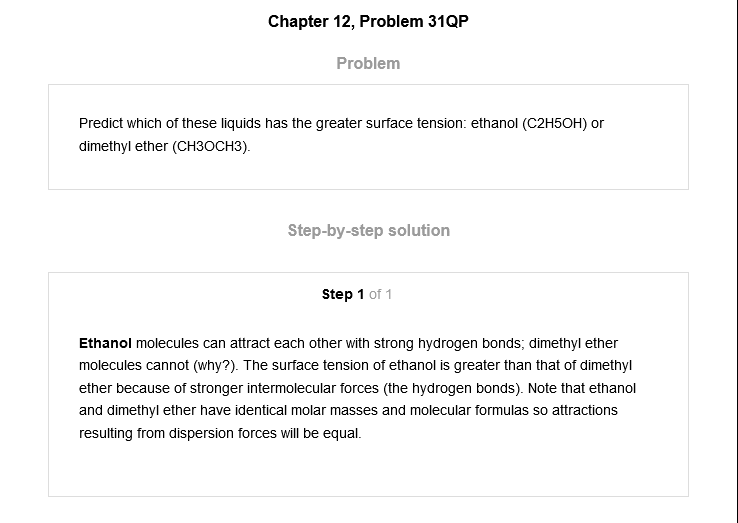 Chapter 12, Problem 31QP
Problem
Predict which of these liquids has the greater surface tension: ethanol (C2H5OH) or
dimethyl ether (CH3OCH3).
Step-by-step solution
Step 1 of 1
Ethanol molecules can attract each other with strong hydrogen bonds; dimethyl ether
molecules cannot (why?). The surface tension of ethanol is greater than that of dimethyl
ether because of stronger intermolecular forces (the hydrogen bonds). Note that ethanol
and dimethyl ether have identical molar masses and molecular formulas so attractions
resulting from dispersion forces will be equal.